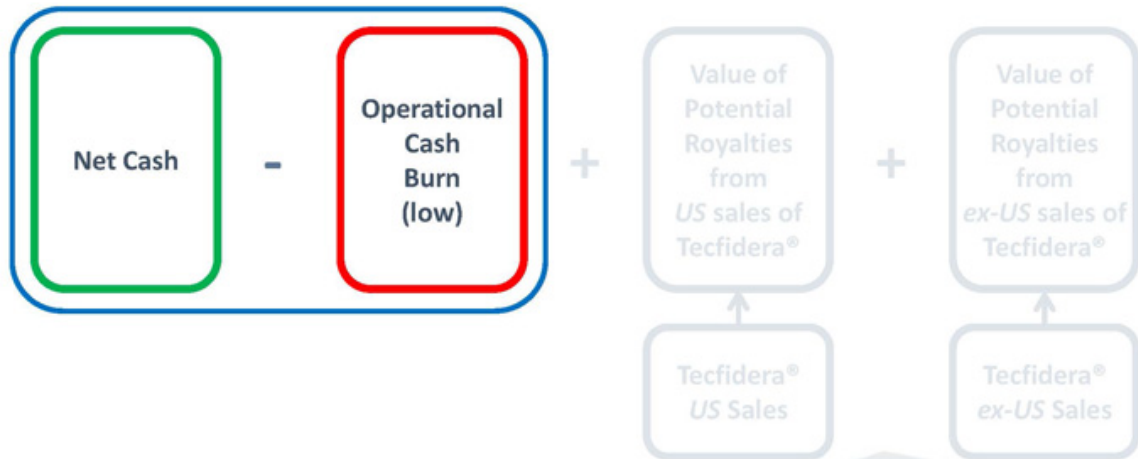 Net Cash
-
Operational
Cash
Burn
(low)
+
Value of
Potential
Royalties
from
US sales of
Tecfidera®
+
Value of
Potential
Royalties
from
ex-US sales of
Tecfidera®
Tecfidera®
US Sales
Tecfidera®
ex-US Sales